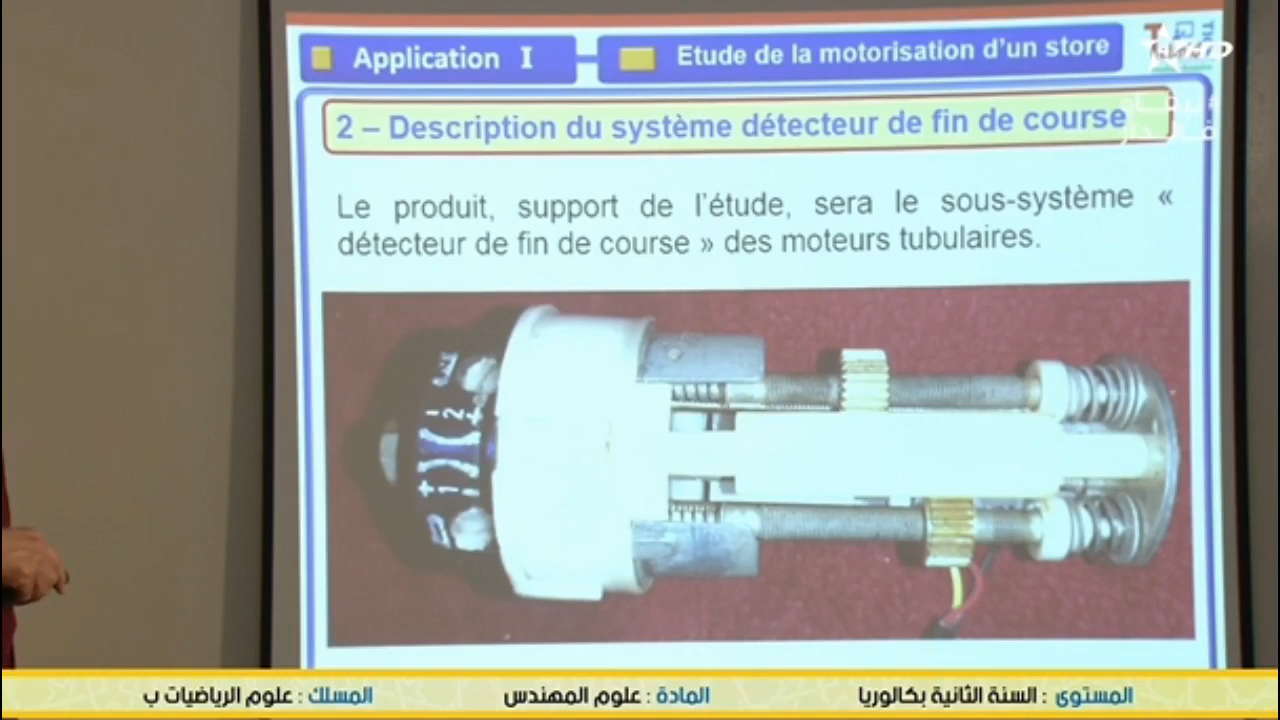 Application I
Etude de la motorisation d'un store
2 – Description du système détecteur de fin de course
Le produit, support de l'étude, sera le sous-système «
détecteur de fin de course » des moteurs tubulaires.
المستوى : السنة الثانية بكالوريا
المادة : علوم المهندس
المسلك : علوم الرياضيات ب